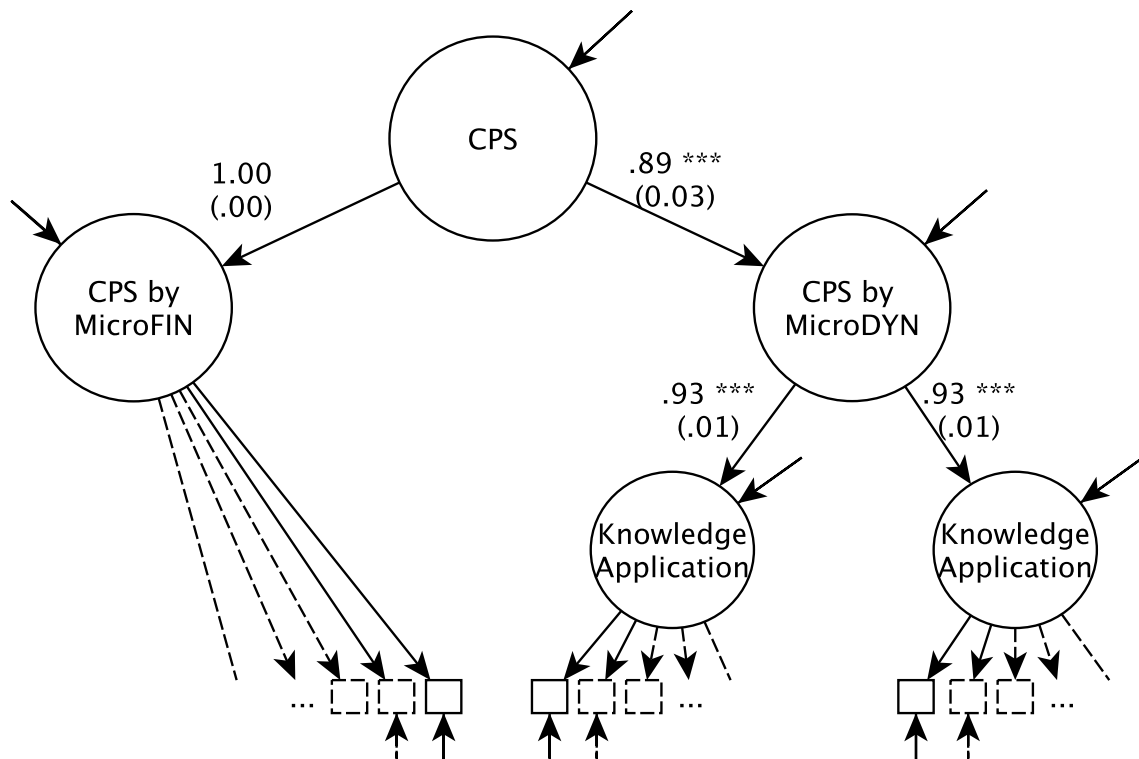 CPS
1.00
(.00)
.89 ***
(0.03)
CPS by
MicroFIN
CPS by
MicroDYN
.93 ***
(.01)
.93 ***
(.01)
Knowledge
Application
Knowledge
Application
...
...
...